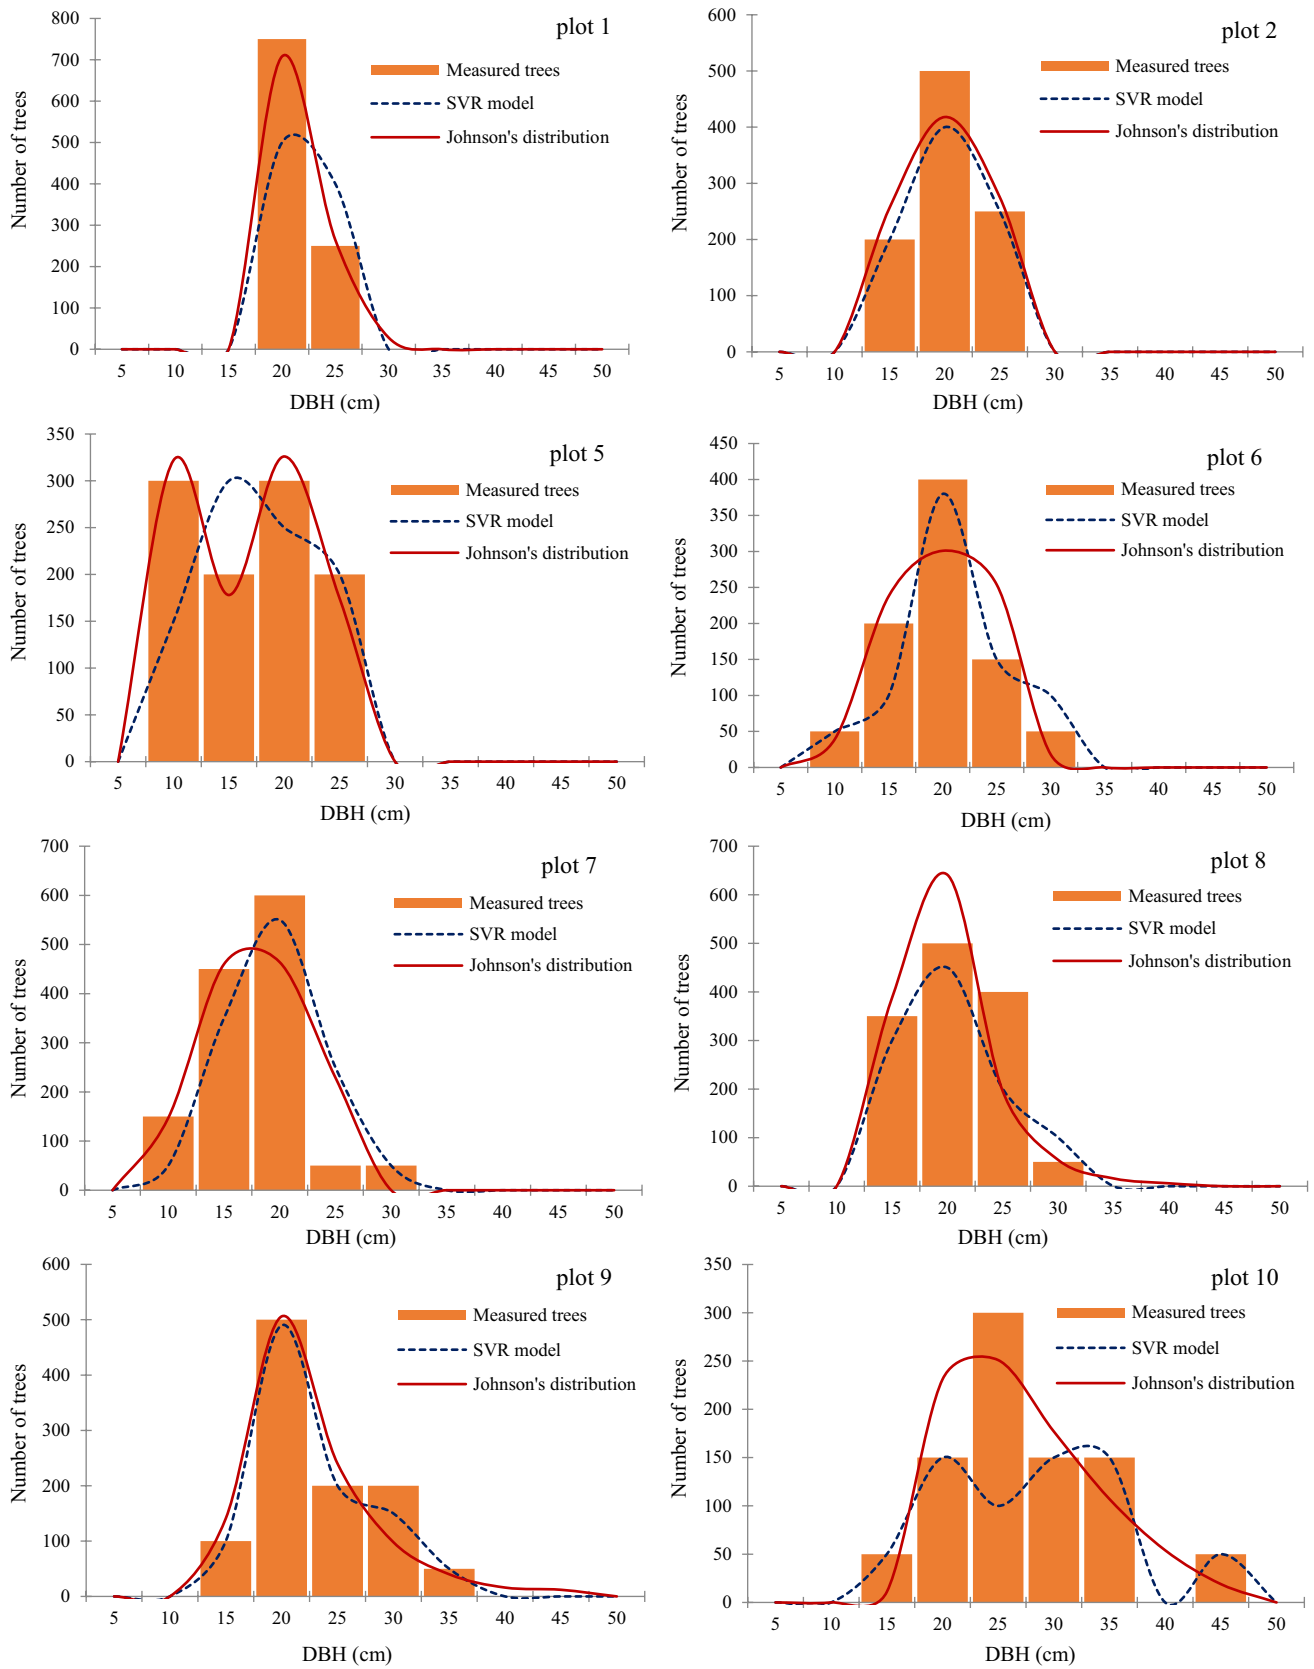 plot 1
Number of trees
800
700
600
500
400
300
200
100
0
Measured trees
SVR model
Johnson's distribution
5 10 15 20 25 30 35 40 45 50
DBH (cm)
plot 2
Number of trees
600
500
400
300
200
100
0
Measured trees
SVR model
Johnson's distribution
5 10 15 20 25 30 35 40 45 50
DBH (cm)
plot 5
Number of trees
350
300
250
200
150
100
50
0
Measured trees
SVR model
Johnson's distribution
5 10 15 20 25 30 35 40 45 50
DBH (cm)
plot 6
Number of trees
450
400
350
300
250
200
150
100
50
0
Measured trees
SVR model
Johnson's distribution
5 10 15 20 25 30 35 40 45 50
DBH (cm)
plot 7
Number of trees
700
600
500
400
300
200
100
0
Measured trees
SVR model
Johnson's distribution
5 10 15 20 25 30 35 40 45 50
DBH (cm)
plot 8
Number of trees
700
600
500
400
300
200
100
0
Measured trees
SVR model
Johnson's distribution
5 10 15 20 25 30 35 40 45 50
DBH (cm)
plot 9
Number of trees
600
500
400
300
200
100
0
Measured trees
SVR model
Johnson's distribution
5 10 15 20 25 30 35 40 45 50
DBH (cm)
plot 10
Number of trees
350
300
250
200
150
100
50
0
Measured trees
SVR model
Johnson's distribution
5 10 15 20 25 30 35 40 45 50
DBH (cm)